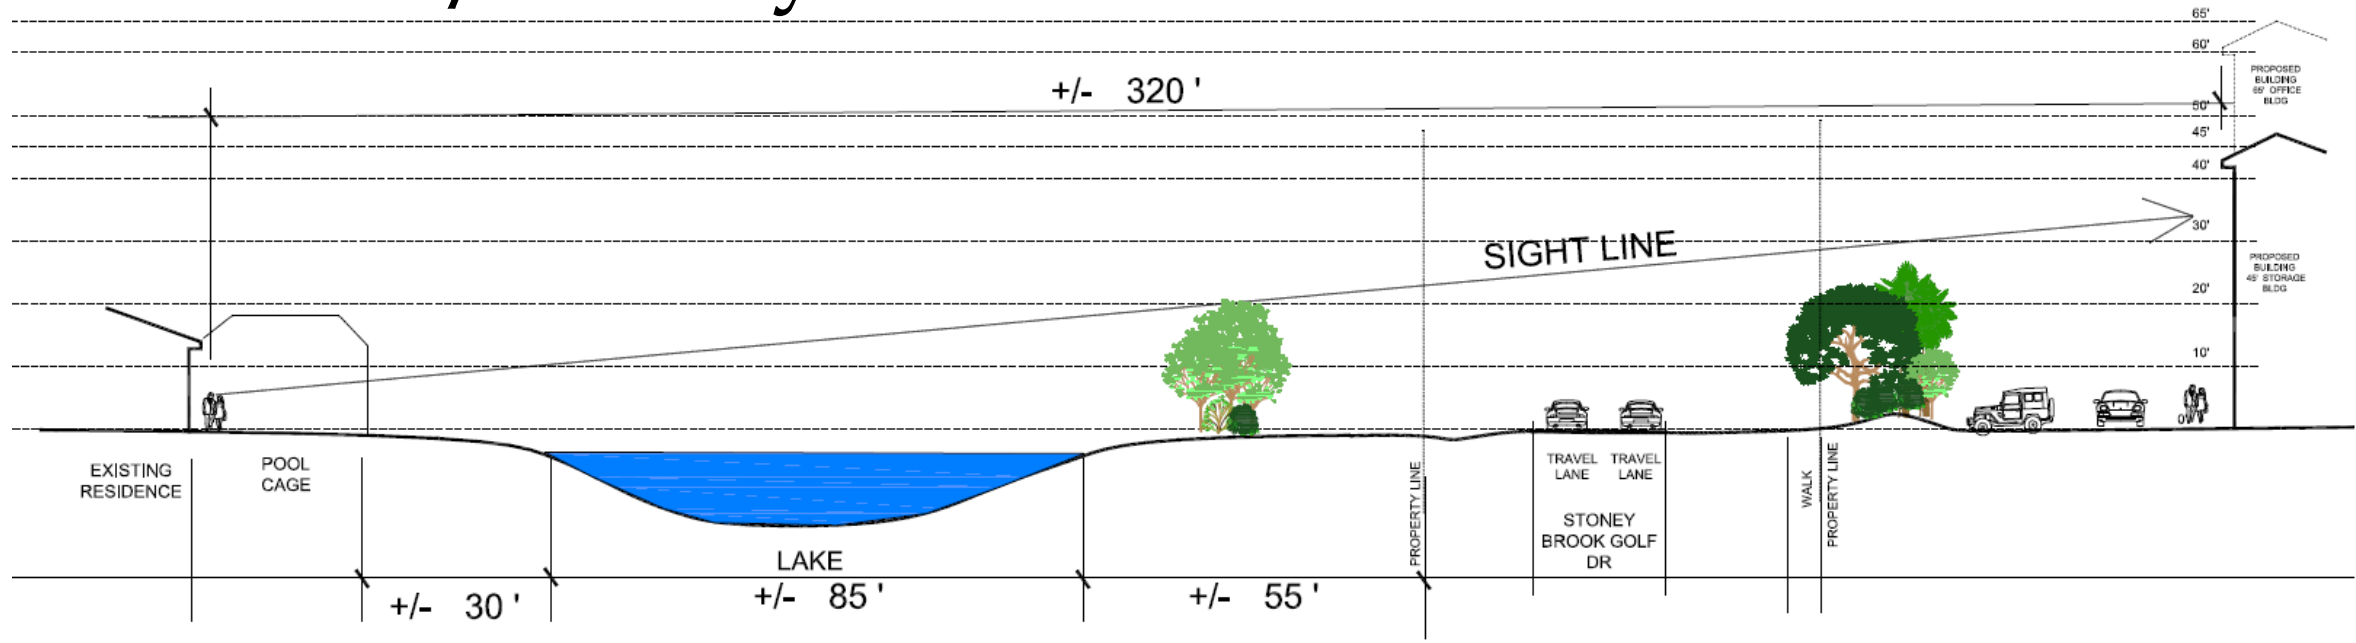 65'
60'
PROPOSED
BUILDING
65' OFFICE
BLDG
+/- 320 '
50'
45'
40'
SIGHT LINE
30'
PROPOSED
BUILDING
45' STORAGE
BLDG
20'
10'
EXISTING
RESIDENCE
POOL
CAGE
TRAVEL
LANE
TRAVEL
LANE
PROPERTY LINE
WALK
PROPERTY LINE
STONEY
BROOK GOLF
DR
LAKE
+/- 30 '
+/- 85 '
+/- 55 '